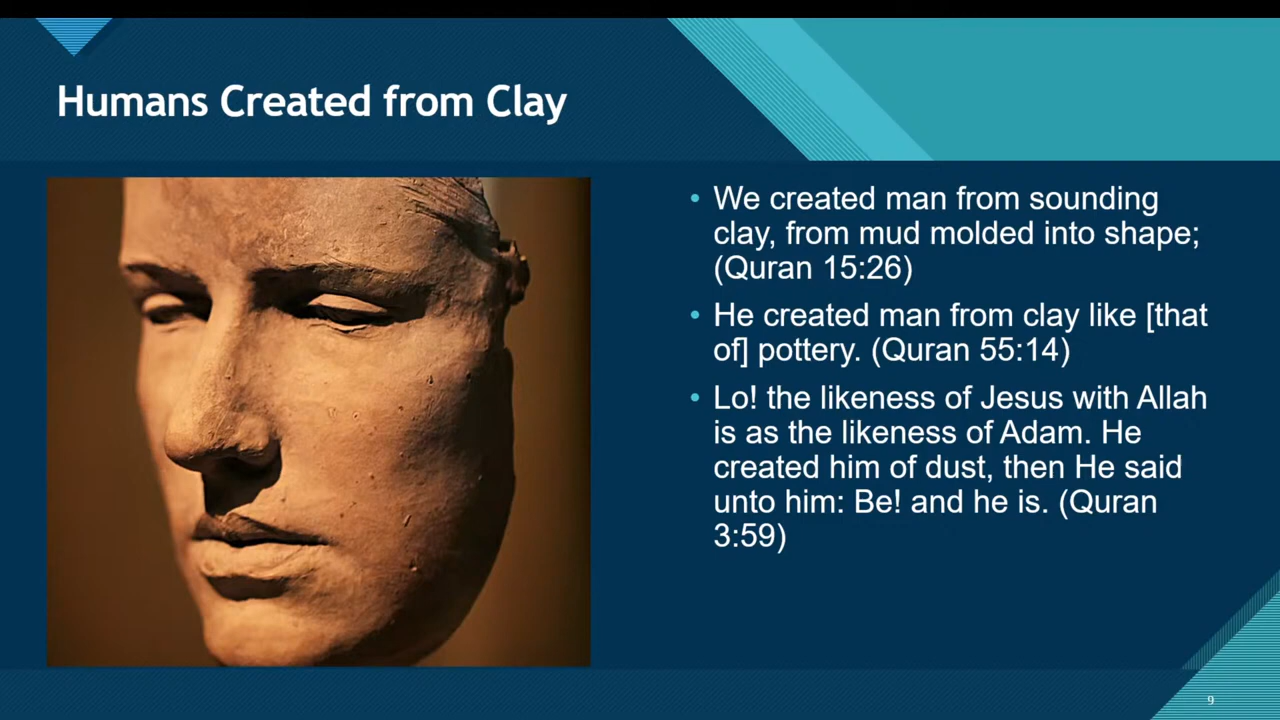 Humans Created from Clay
• We created man from sounding
clay, from mud molded into shape;
(Quran 15:26)
• He created man from clay like [that
of] pottery. (Quran 55:14)
• Lo! the likeness of Jesus with Allah
is as the likeness of Adam. He
created him of dust, then He said
unto him: Be! and he is. (Quran
3:59)
9